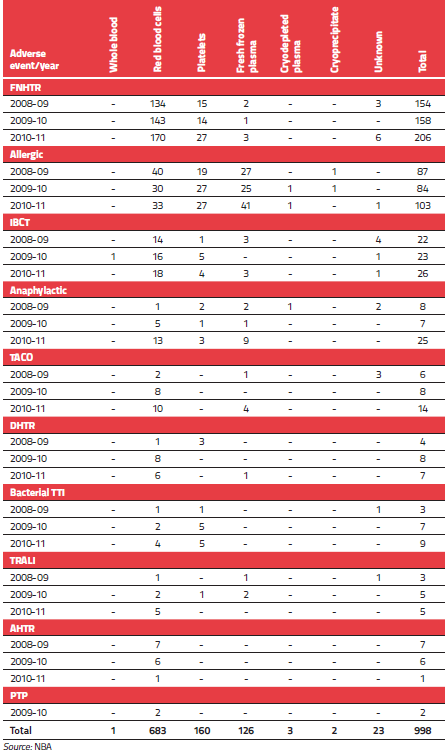 Adverse event/year Whole blood Red blood cells Platelets Fresh frozen plasma Cryodepleted plasma Cryoprecipitate Unknown Total
FNHTR
2008-09 - 134 15 2 - - 3 154
2009-10 - 143 14 1 - - - 158
2010-11 - 170 27 3 - - 6 206
Allergic
2008-09 - 40 19 27 - 1 - 87
2009-10 - 30 27 25 1 1 - 84
2010-11 - 33 27 41 1 - 1 103
IBCT
2008-09 - 14 1 3 - - 4 22
2009-10 1 16 5 - - - 1 23
2010-11 - 18 4 3 - - 1 26
Anaphylactic
2008-09 - 1 2 2 1 - 2 8
2009-10 - 5 1 1 - - - 7
2010-11 - 13 3 9 - - - 25
TACO
2008-09 - 2 - 1 - - 3 6
2009-10 - 8 - - - - - 8
2010-11 - 10 - 4 - - - 14
DHTR
2008-09 - 1 3 - - - - 4
2009-10 - 8 - - - - - 8
2010-11 - 6 - 1 - - - 7
Bacterial TTI
2008-09 - 1 1 - - - 1 3
2009-10 - 2 5 - - - - 7
2010-11 - 4 5 - - - - 9
TRALI
2008-09 1 - 1 - - 1 3
2009-10 - 2 1 2 - - - 5
2010-11 - 5 - - - - - 5
AHTR
2008-09 - 7 - - - - - 7
2009-10 - 6 - - - - - 6
2010-11 - 1 - - - - - 1
PTP
2009-10 - 2 - - - - - 2
Total 1 683 160 126 3 2 23 998
Source: NBA